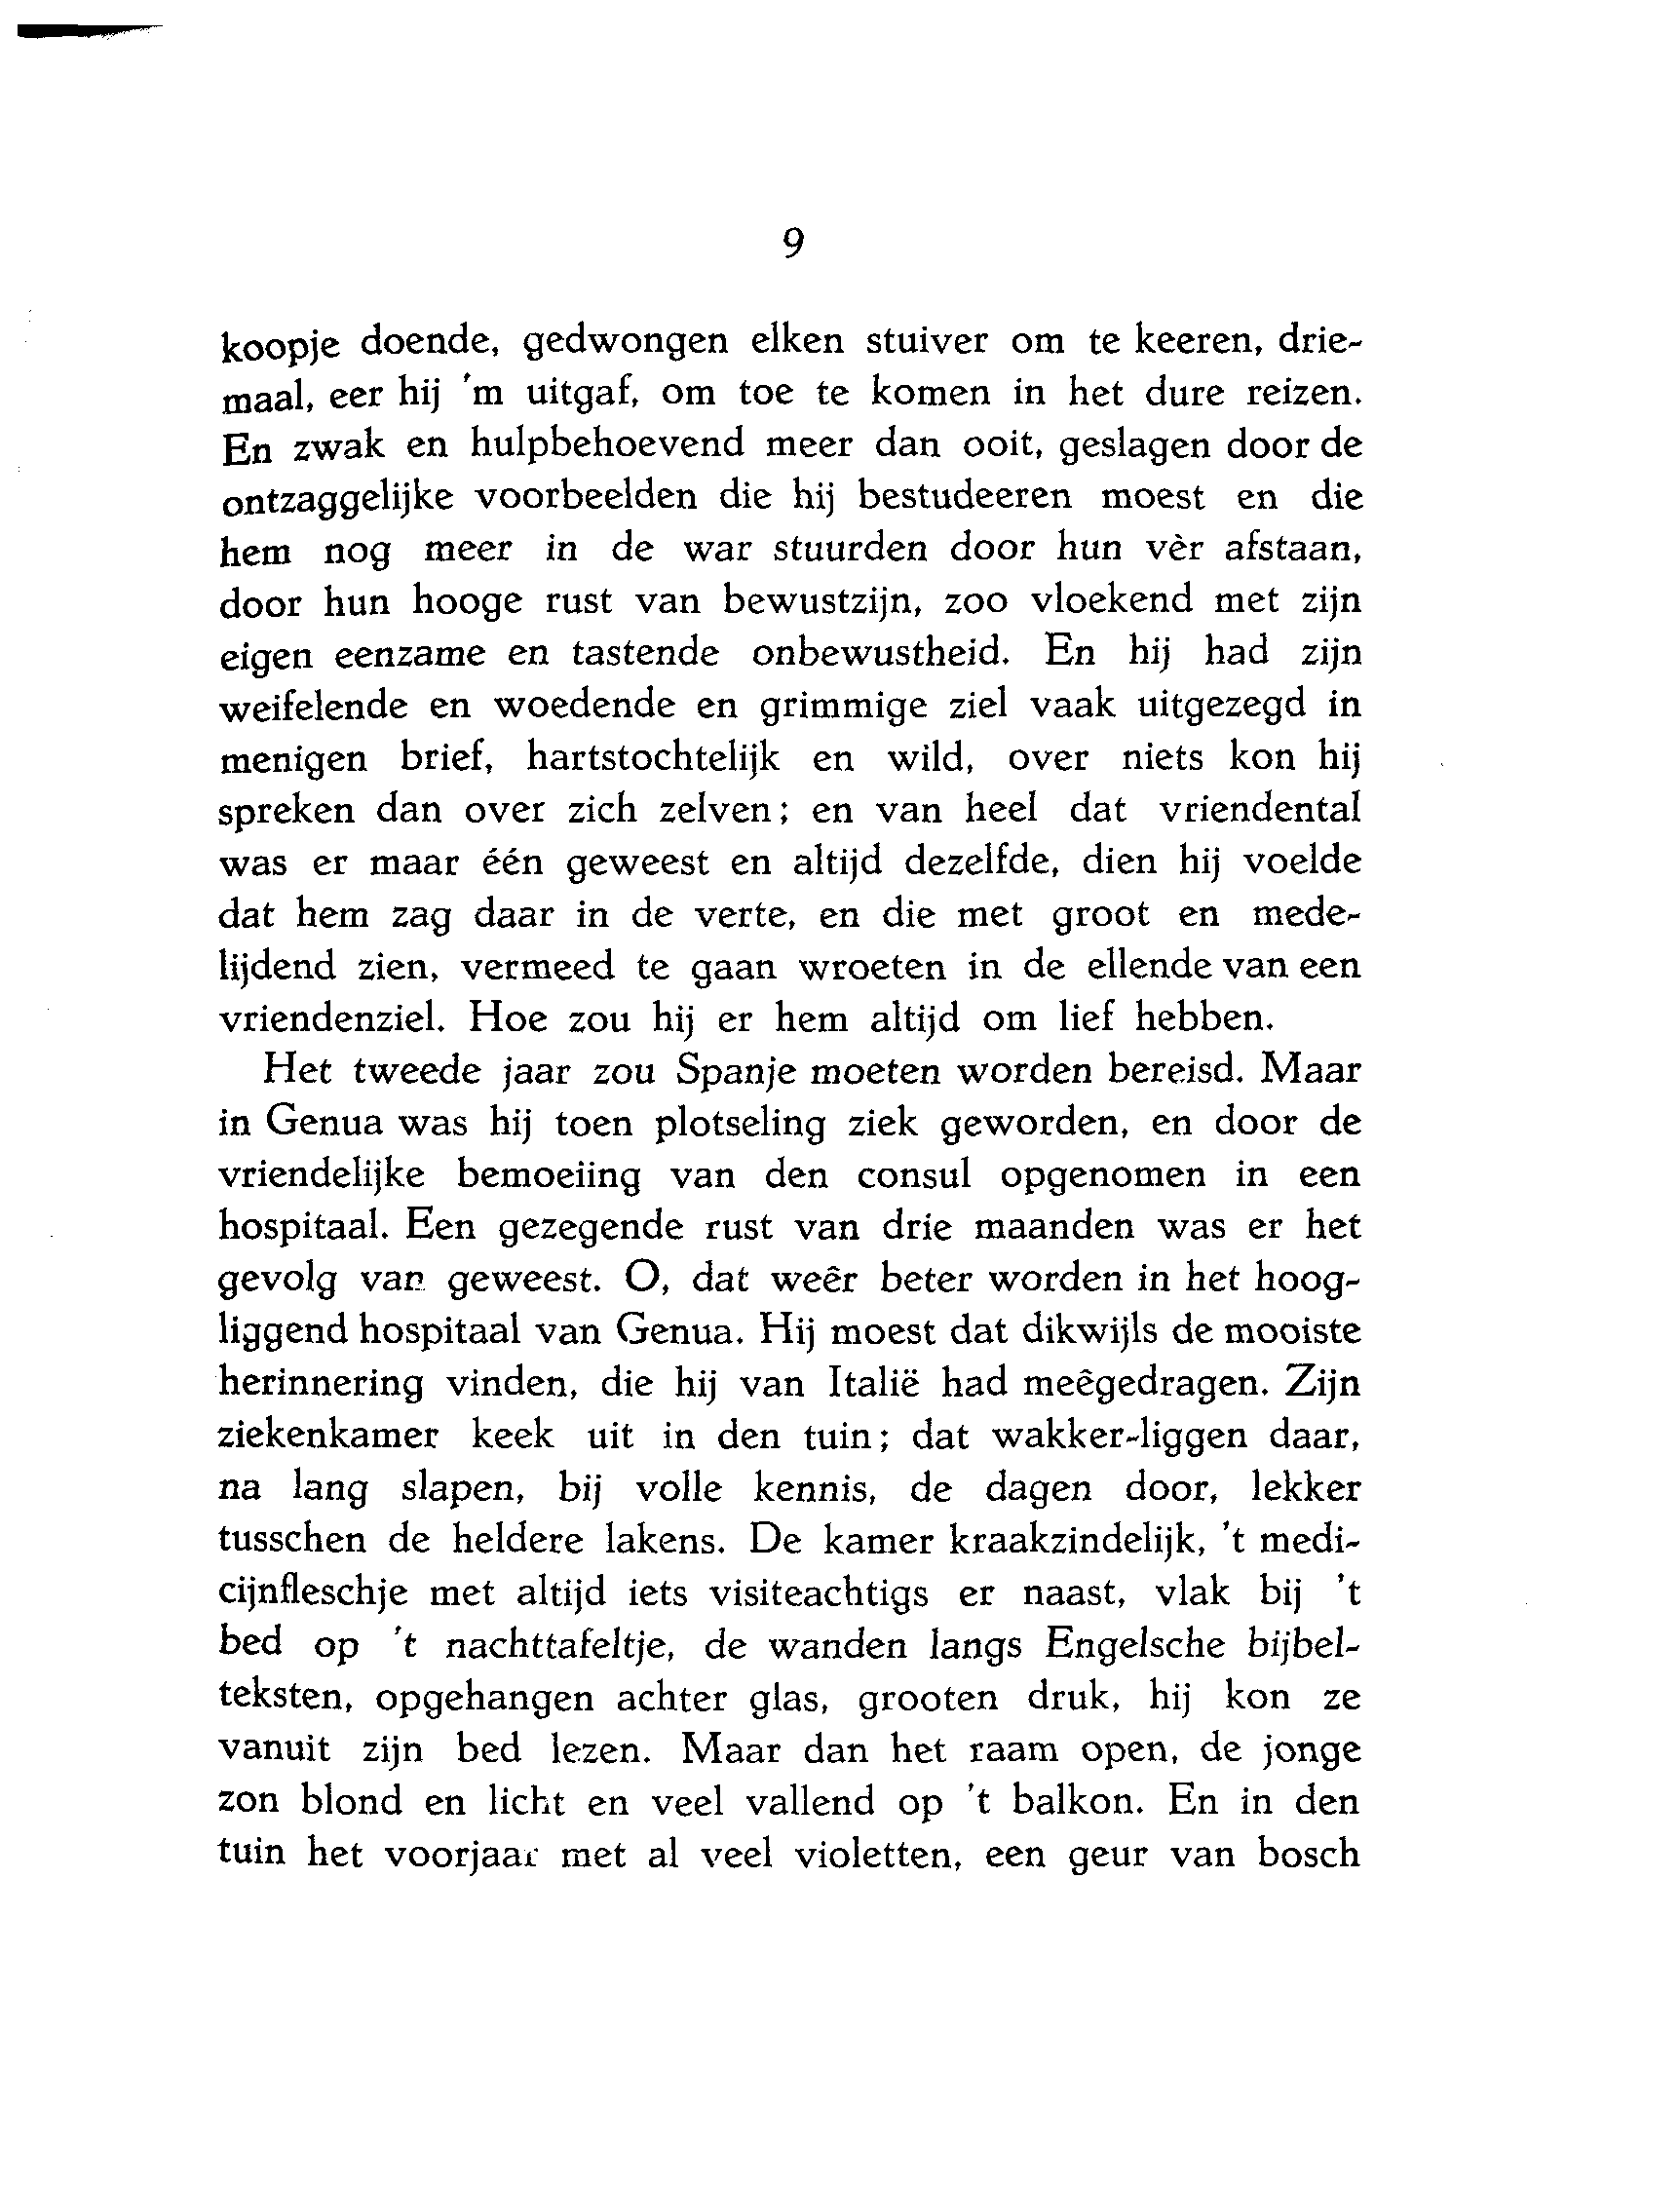 9
koopje doende, gedwongen elken stuiver om te keeren, drie-
maal, eer hij 'm uitgaf, om toe te komen in het dure reizen.
En zwak en hulpbehoevend meer dan ooit, geslagen door de
ontzaggelijke voorbeelden die hij bestudeeren moest en die
hem nog meer in de war stuurden door hun vèr afstaan,
door hun hooge rust van bewustzijn, zoo vloekend met zijn
eigen eenzame en tastende onbewustheid. En hij had zijn
weifelende en woedende en grimmige ziel vaak uitgezegd in
menigen brief, hartstochtelijk en wild, over niets kon hij
spreken dan over zich zelven; en van heel dat vriendental
was er maar één geweest en altijd dezelfde, dien hij voelde
dat hem zag daar in de verte, en die met groot en mede-
lijdend zien, vermeed te gaan wroeten in de ellende van een
vriendenziel. Hoe zou hij er hem altijd om lief hebben.
Het tweede jaar zou Spanje moeten worden bereisd. Maar
in Genua was hij toen plotseling ziek geworden, en door de
vriendelijke bemoeiing van den consul opgenomen in een
hospitaal. Een gezegende rust van drie maanden was er het
gevolg van geweest. O, dat weêr beter worden in het hoog-
liggend hospitaal van Genua. Hij moest dat dikwijls de mooiste
herinnering vinden, die hij van Italië had meêgedragen. Zijn
ziekenkamer keek uit in den tuin; dat wakker-liggen daar,
na lang slapen, bij volle kennis, de dagen door, lekker
tusschen de heldere lakens. De kamer kraakzindelijk, 't medi-
cijnfleschje met altijd iets visiteachtigs er naast, vlak bij 't
bed op 't nachttafeltje, de wanden langs Engelsche bijbel-
teksten, opgehangen achter glas, grooten druk, hij kon ze
vanuit zijn bed lezen. Maar dan het raam open, de jonge
zon blond en licht en veel vallend op 't balkon. En in den
tuin het voorjaar met al veel violetten, een geur van bosch